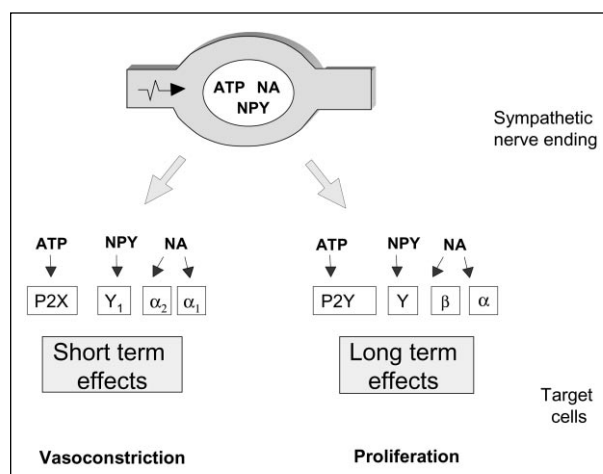 ATP NA
NPY
Sympathetic
nerve ending
ATP NPY NA
P2X Y₁ α₂ α₁
Short term
effects
Vasoconstriction
ATP NPY NA
P2Y Y β α
Long term
effects
Proliferation
Target
cells